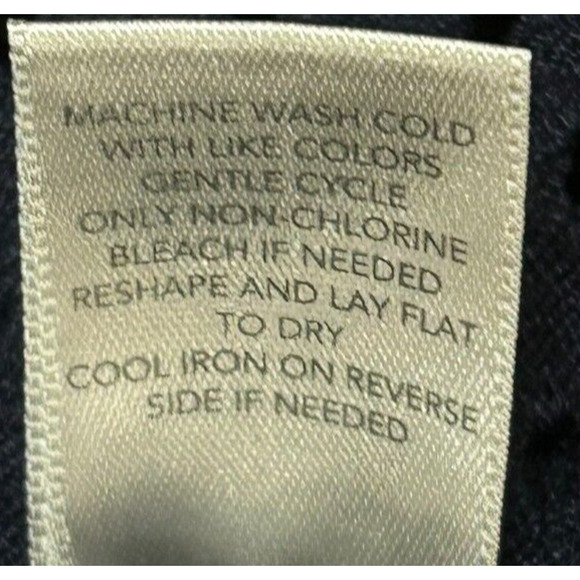 MACHINE WASH COLD
WITH LIKE COLORS
GENTLE CYCLE
ONLY NON-CHLORINE
BLEACH IF NEEDED
RESHAPE AND LAY FLAT
TO DRY
COOL IRON ON REVERSE
SIDE IF NEEDED